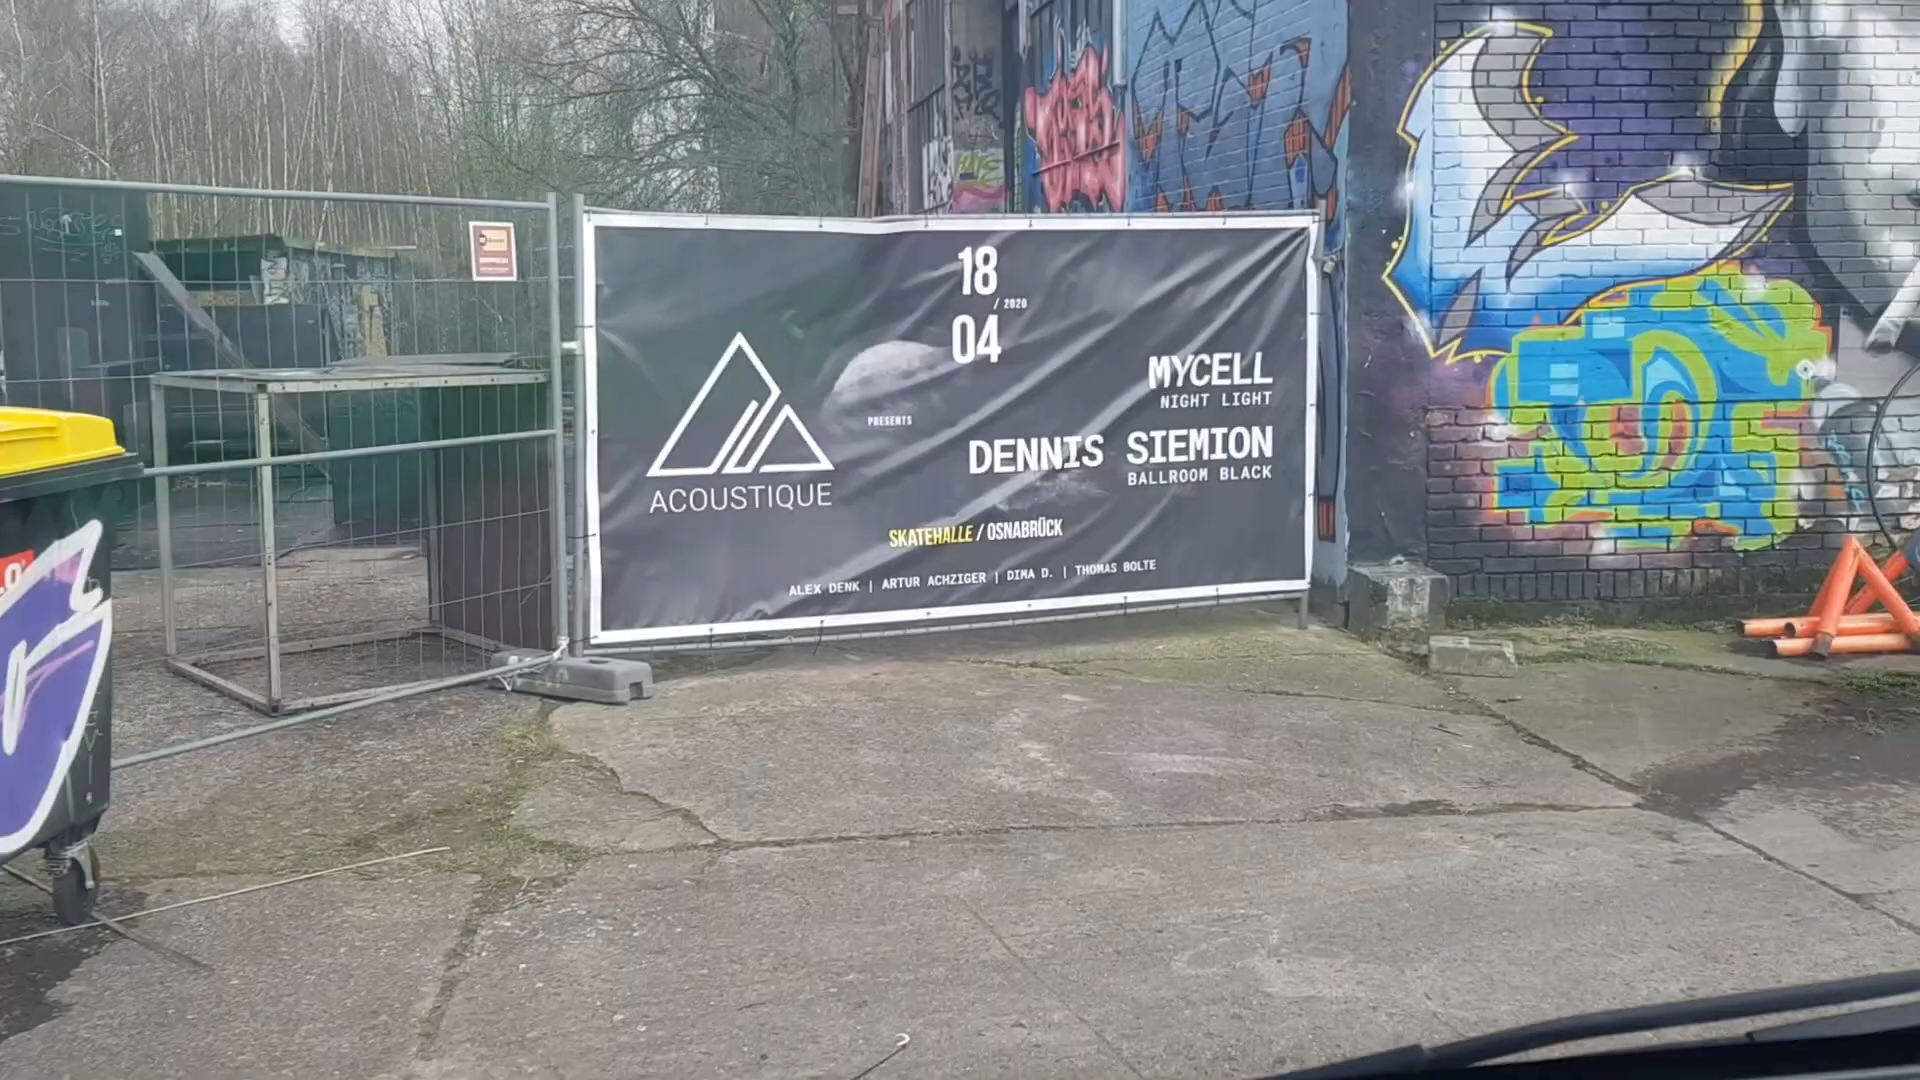 18
/ 2020
04
ACOUSTIQUE
PRESENTS
MYCELL
NIGHT LIGHT
DENNIS SIEMION
BALLROOM BLACK
SKATEHALLE / OSNABRÜCK
ALEX DENK | ARTUR ACHZIGER | DIMA D. | THOMAS BOLTE